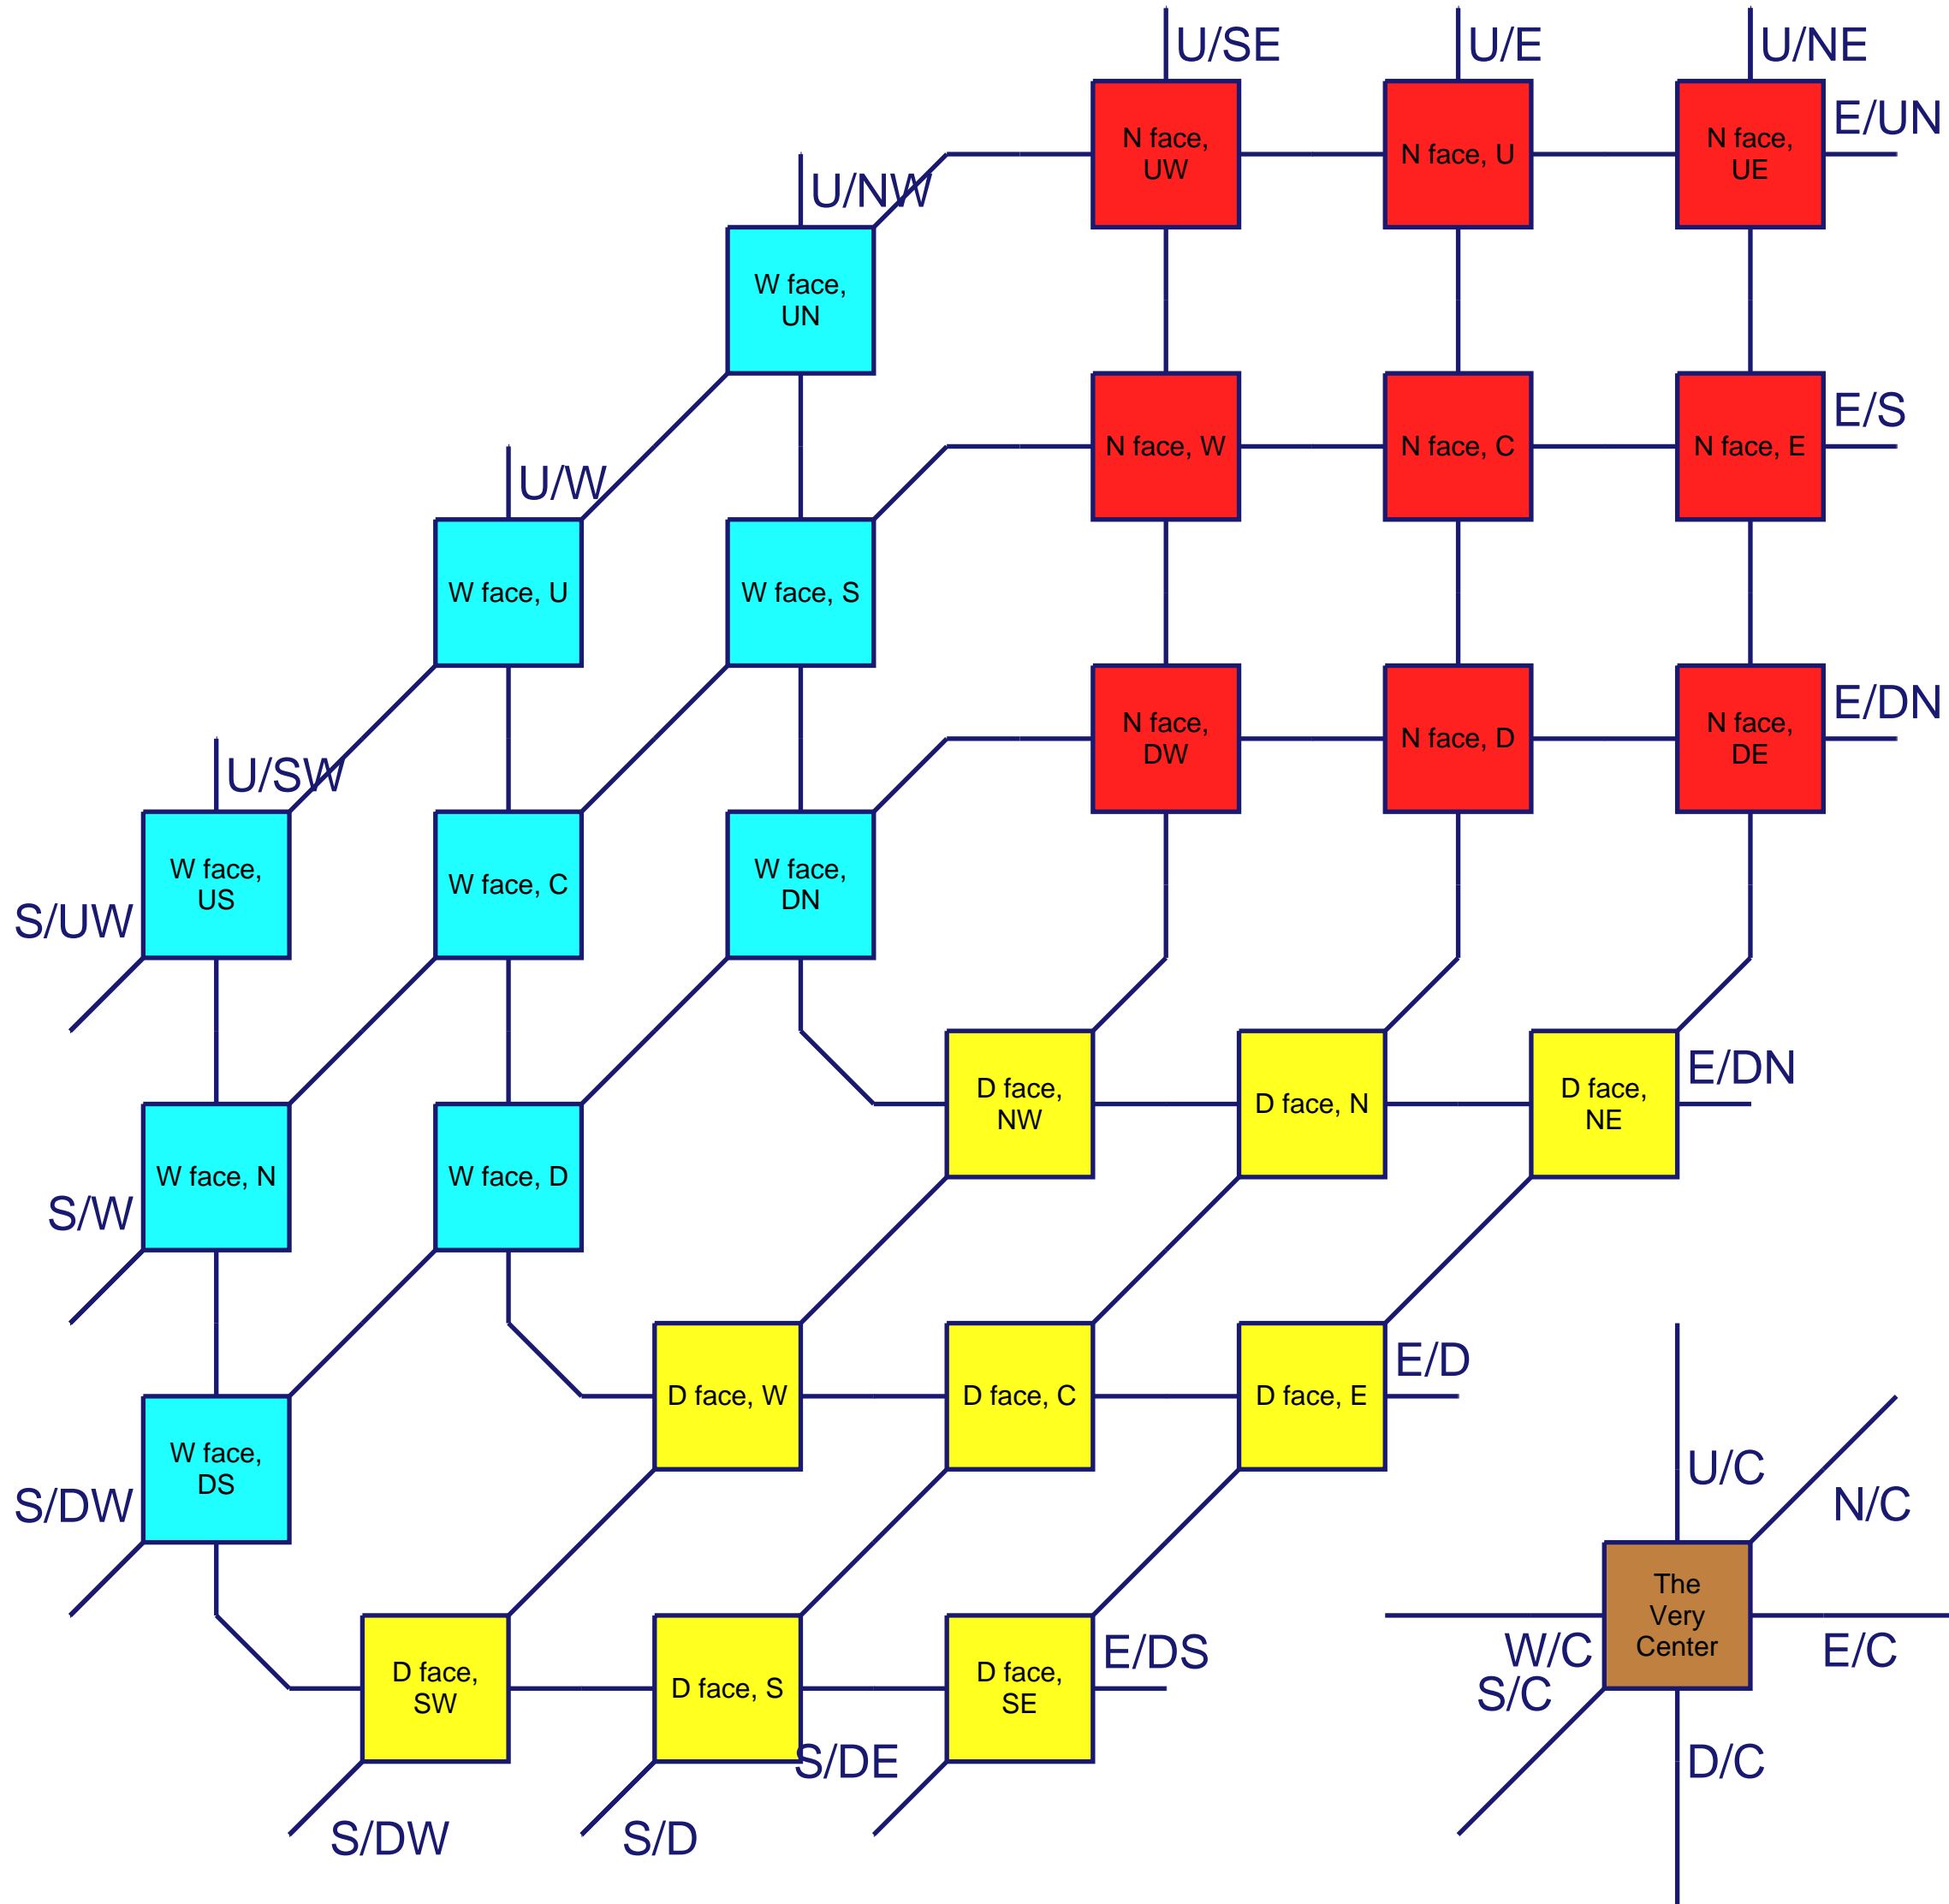 U/SE
U/E
U/NE
E/UN
N face,
UW
N face, U
N face,
UE
U/NW
W face,
UN
E/S
N face, W
N face, C
N face, E
U/W
W face, U
W face, S
E/DN
N face,
DW
N face, D
N face,
DE
U/SW
W face,
US
W face, C
W face,
DN
S/UW
E/DN
D face,
NW
D face, N
D face,
NE
W face, N
W face, D
S/W
E/D
D face, W
D face, C
D face, E
W face,
DS
S/DW
U/C
N/C
The
Very
Center
W/C
E/C
S/C
D/C
E/DS
D face,
SW
D face, S
D face,
SE
S/DE
S/DW
S/D